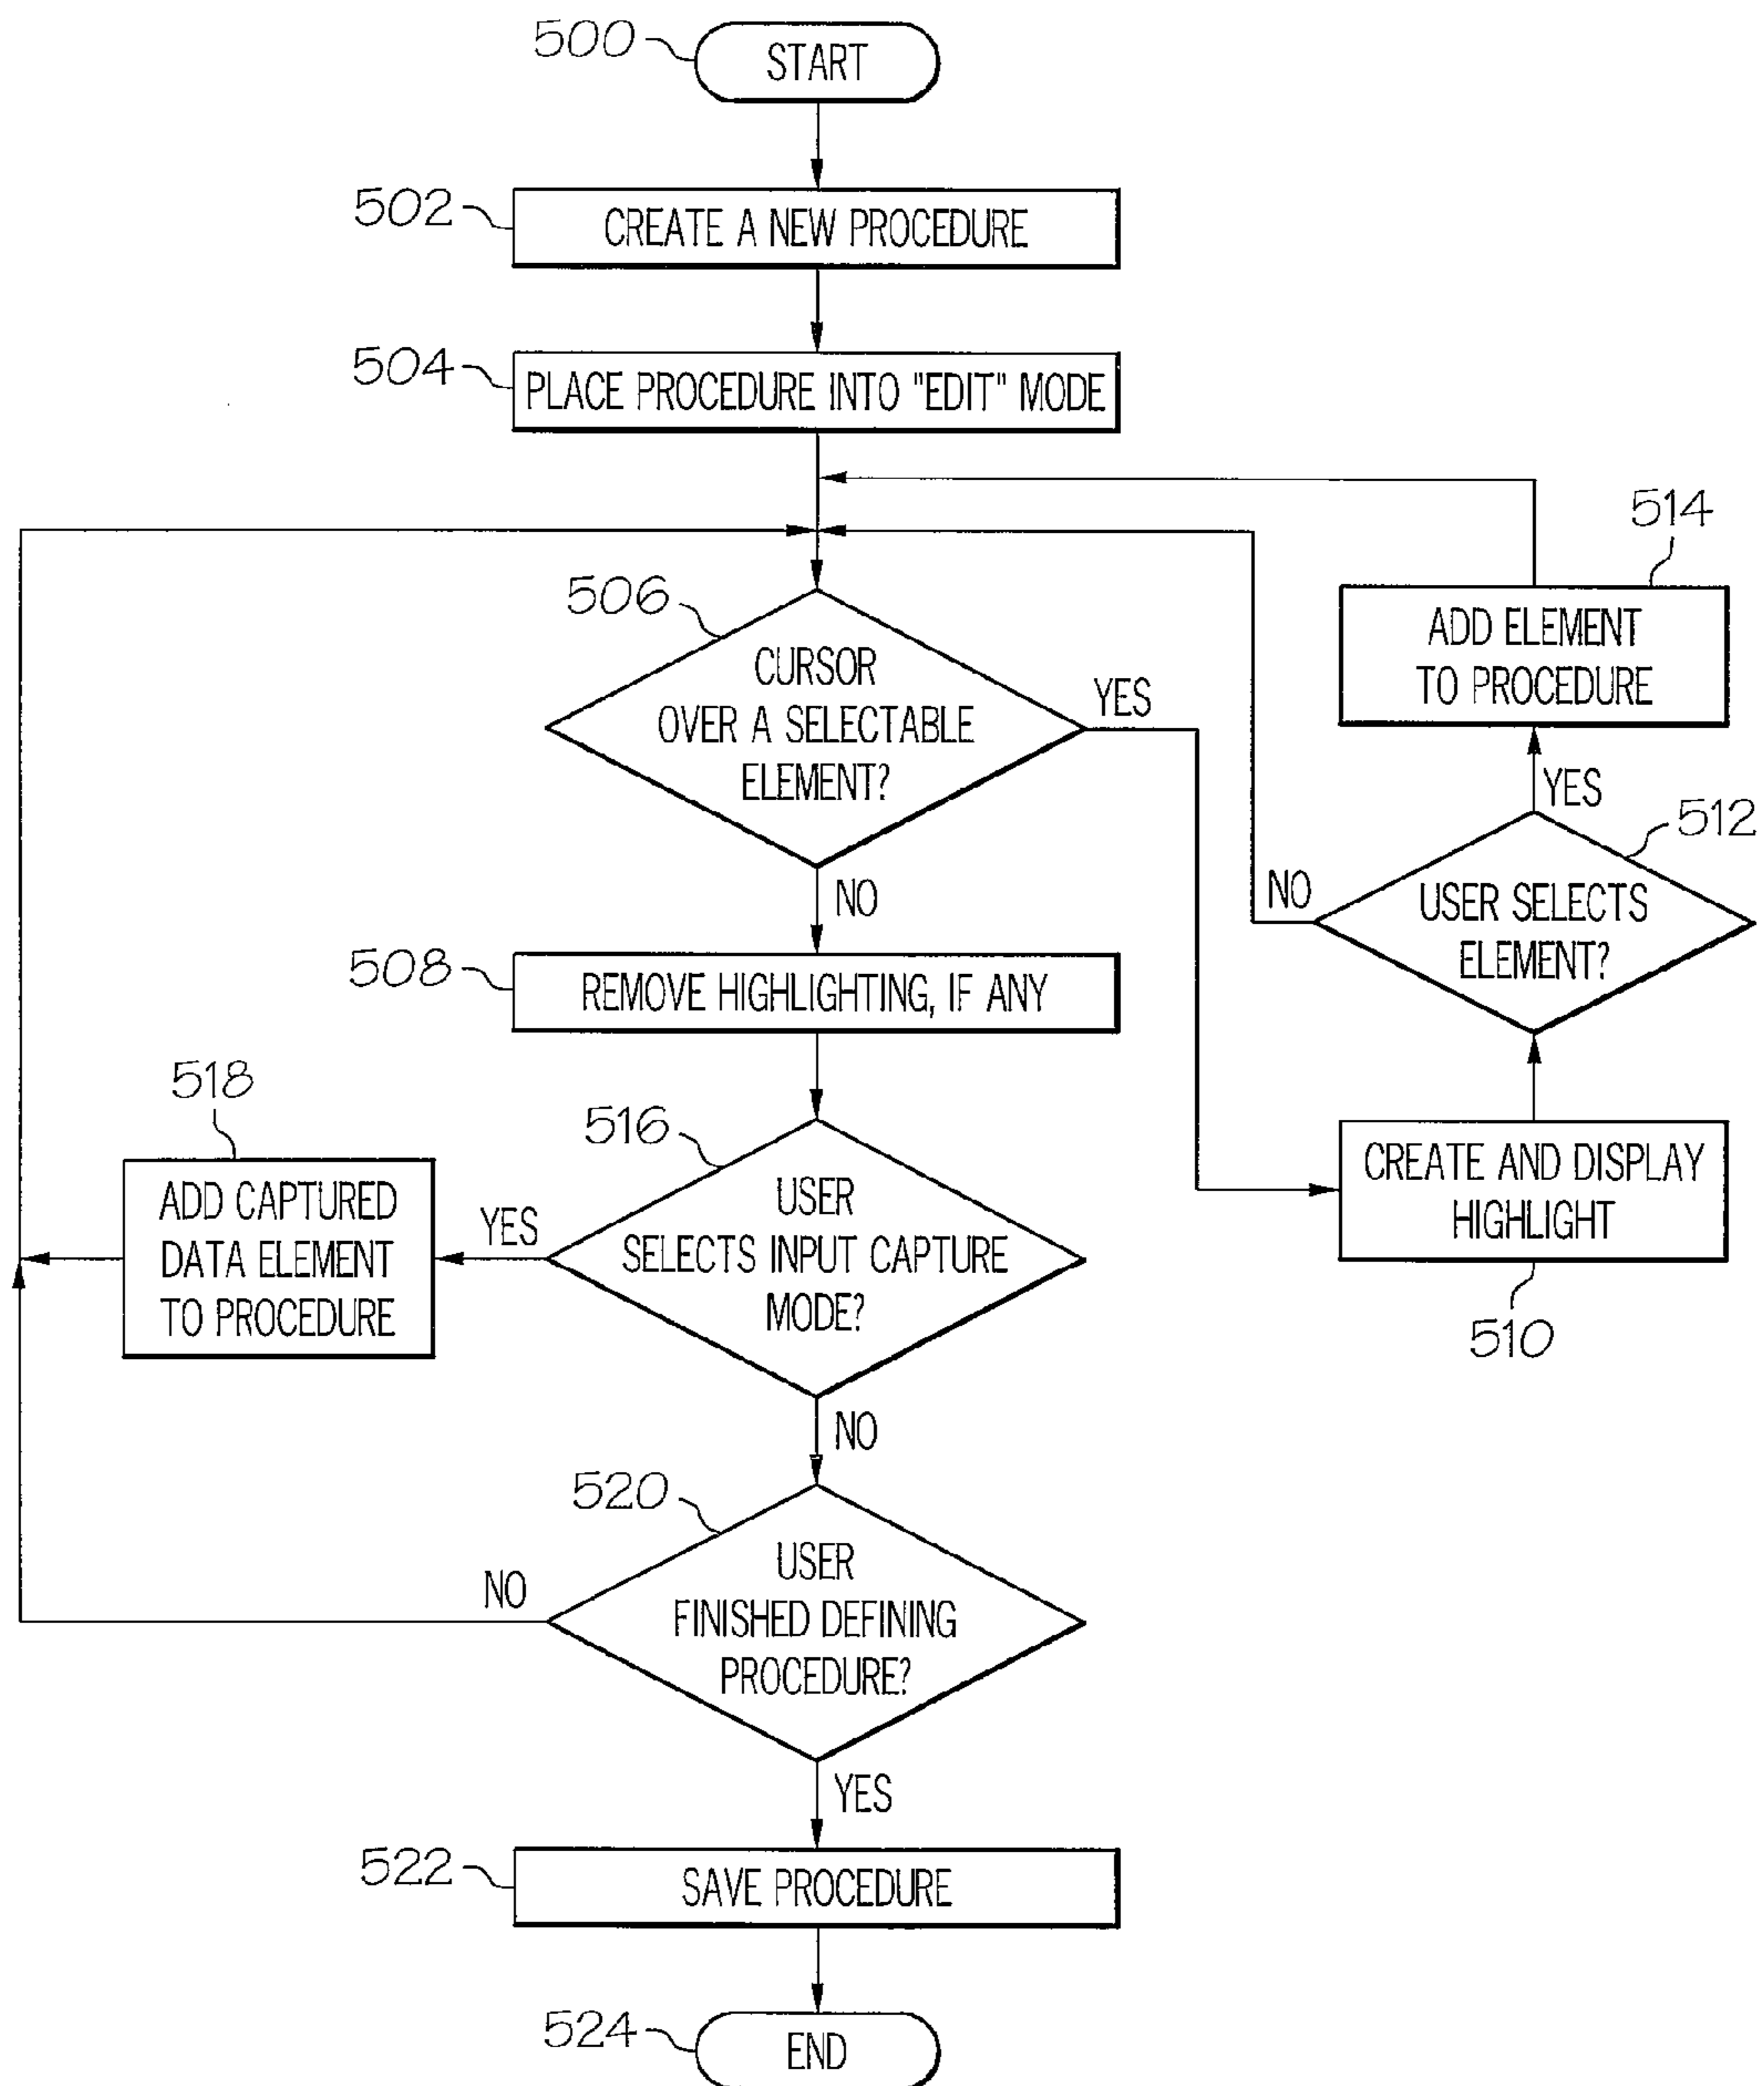 500
START
502
CREATE A NEW PROCEDURE
504
PLACE PROCEDURE INTO "EDIT" MODE
514
ADD ELEMENT
TO PROCEDURE
506
CURSOR
OVER A SELECTABLE
ELEMENT?
YES
YES
512
USER SELECTS
ELEMENT?
NO
NO
508
REMOVE HIGHLIGHTING, IF ANY
510
CREATE AND DISPLAY
HIGHLIGHT
516
USER
SELECTS INPUT CAPTURE
MODE?
YES
518
ADD CAPTURED
DATA ELEMENT
TO PROCEDURE
NO
520
USER
FINISHED DEFINING
PROCEDURE?
NO
YES
522
SAVE PROCEDURE
524
END